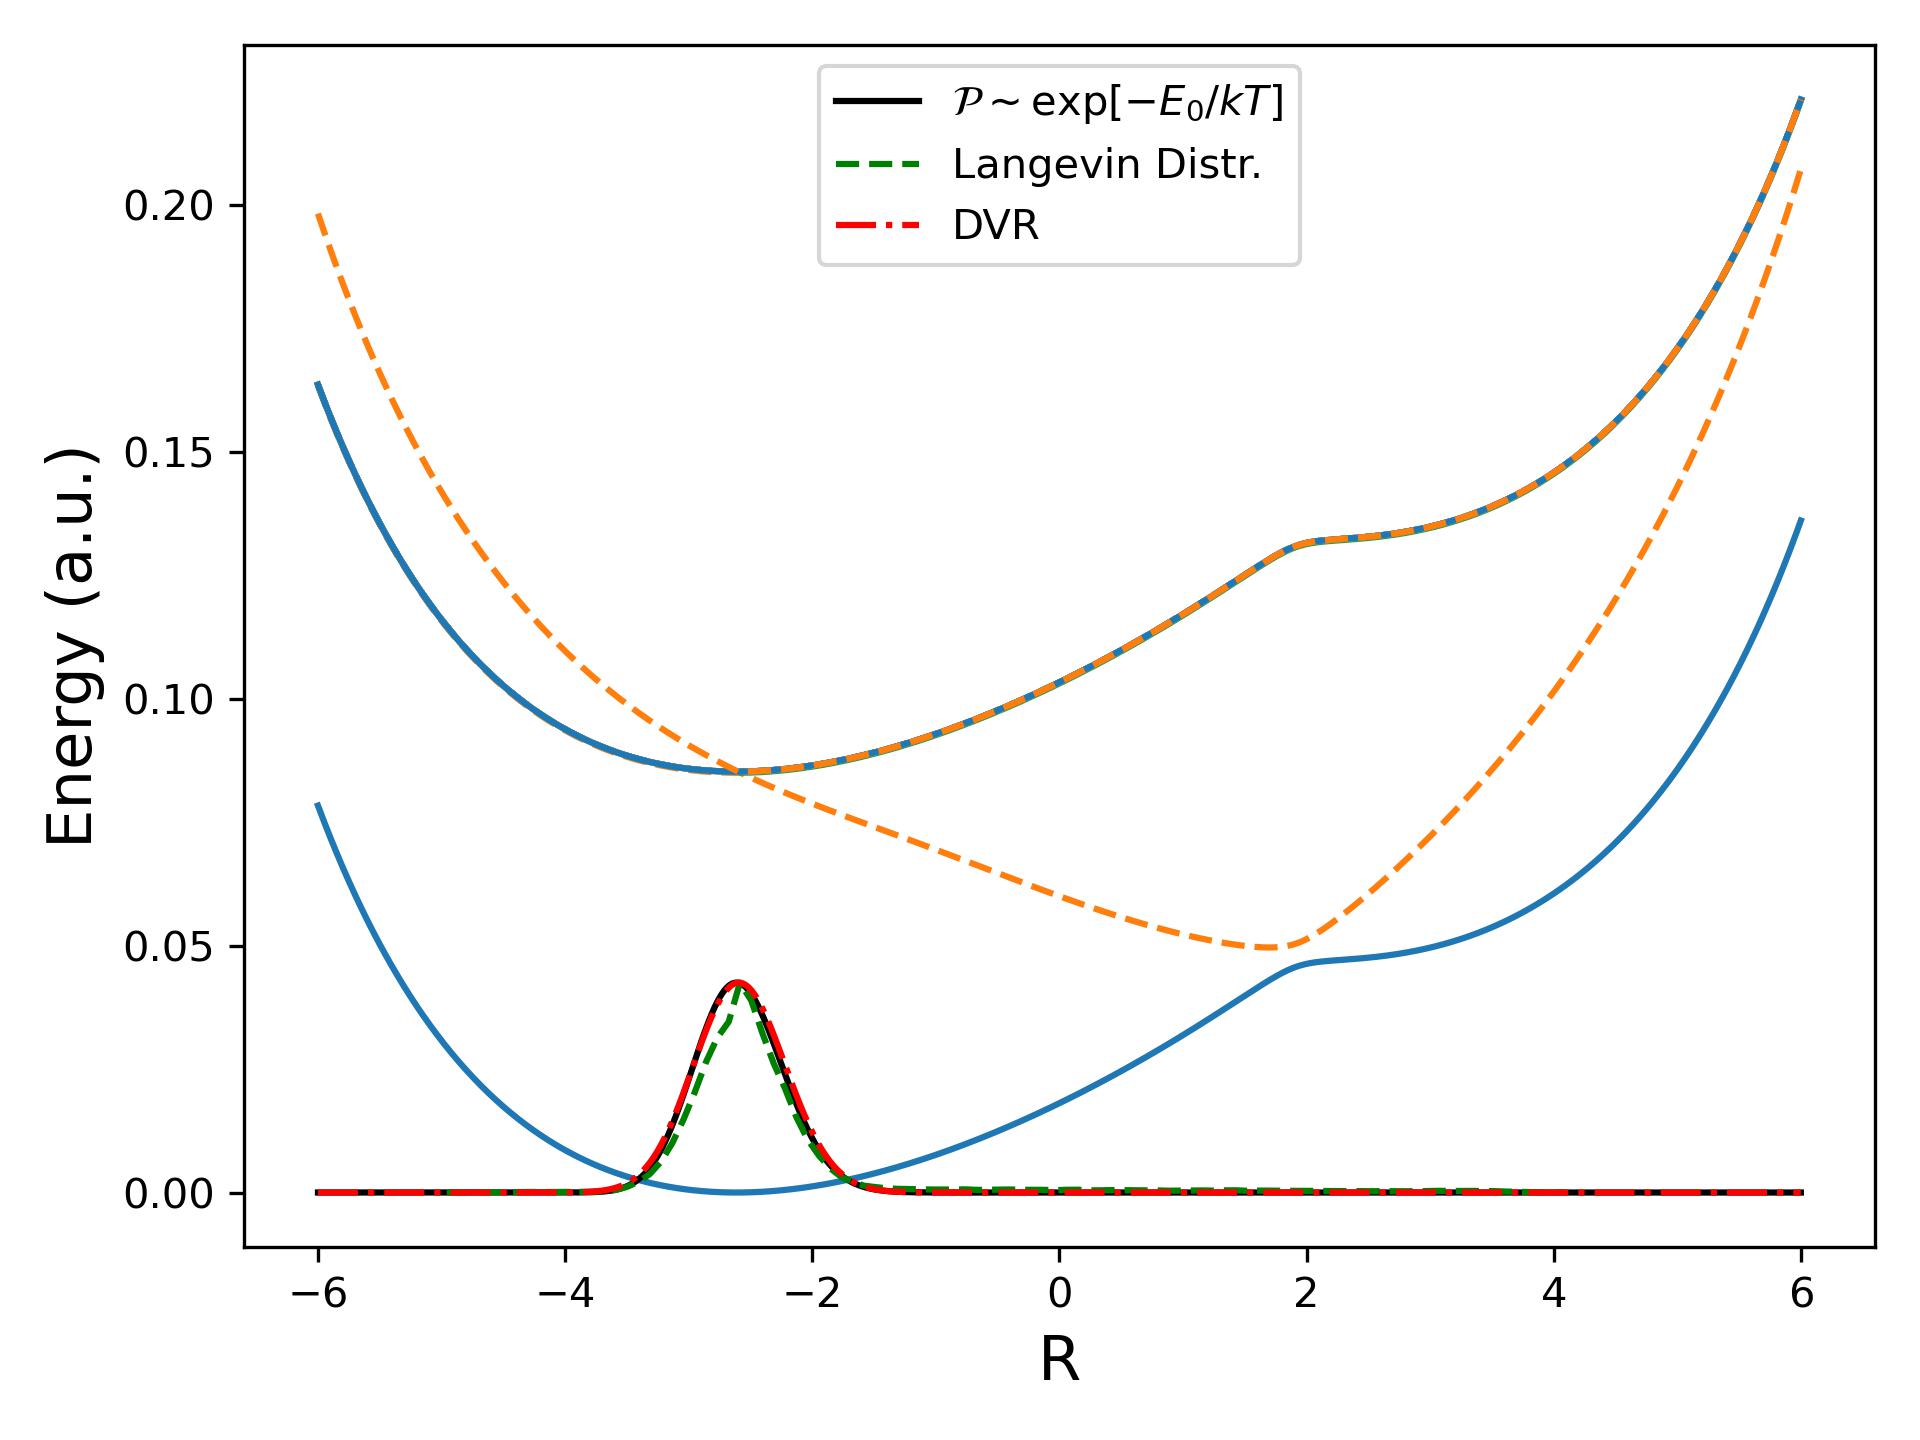 𝒫 ~ exp[−E₀/kT]
Langevin Distr.
DVR
Energy (a.u.)
0.20
0.15
0.10
0.05
0.00
−6 −4 −2 0 2 4 6
R